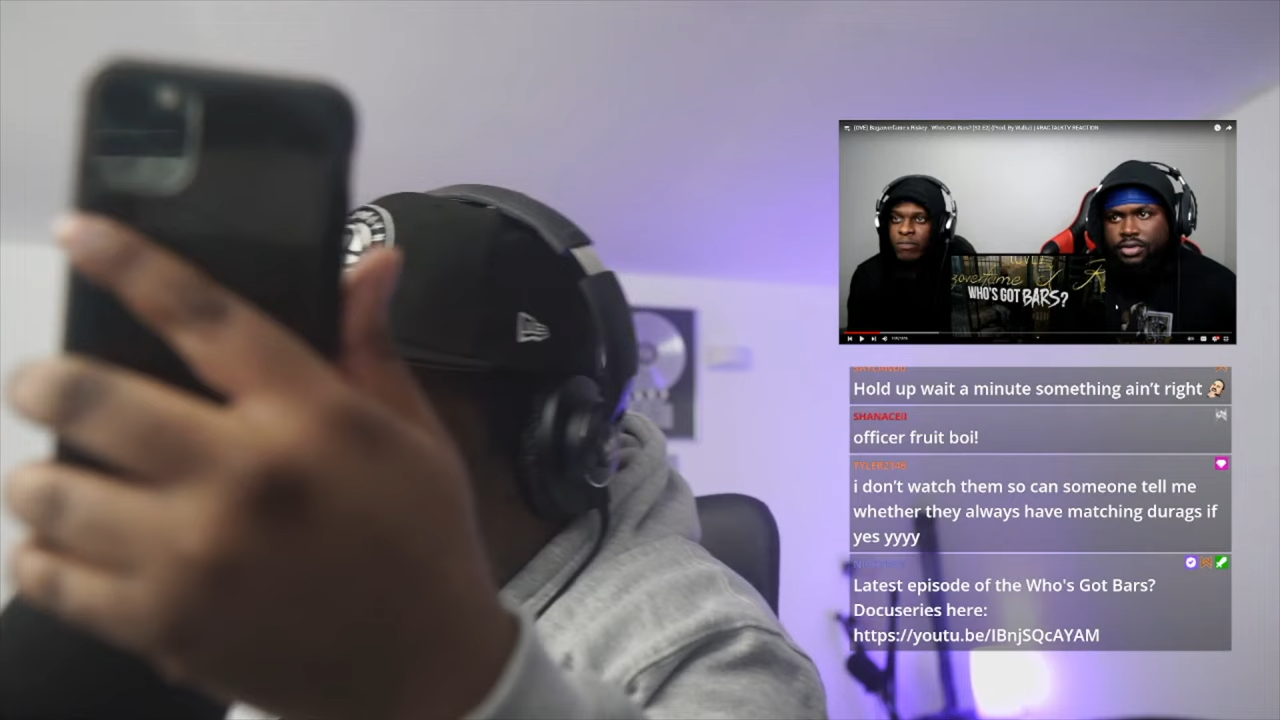 WHO'S GOT BARS?
Hold up wait a minute something ain't right
SHANACEII
officer fruit boi!
TYLER2346
i don't watch them so can someone tell me
whether they always have matching durags if
yes yyyy
Latest episode of the Who's Got Bars?
Docuseries here:
https://youtu.be/IBnjSQcAYAM